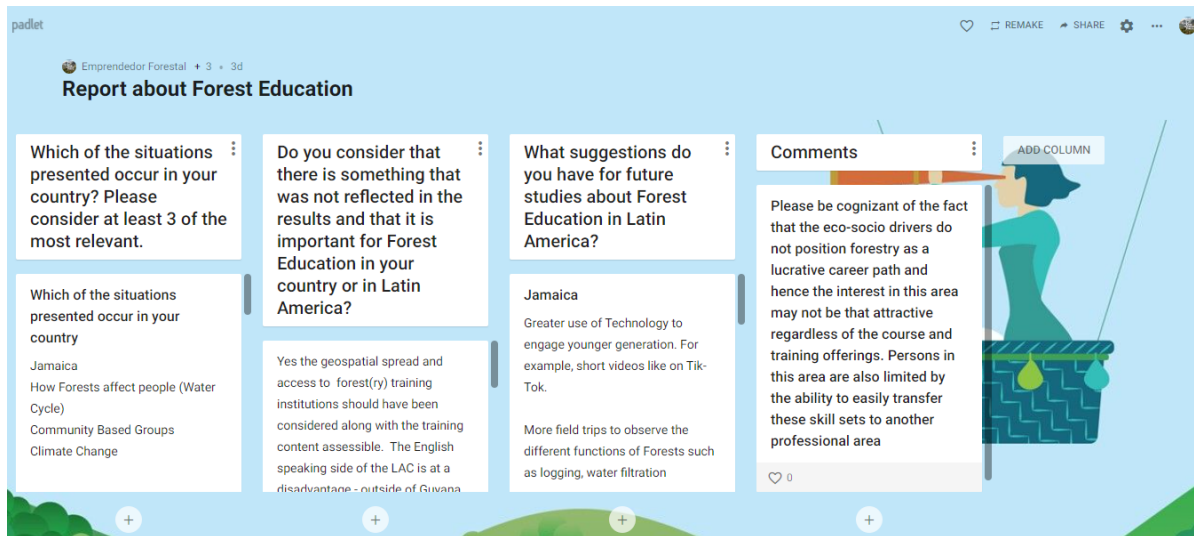 padlet
REMAKE
SHARE
Emprendedor Forestal + 3 • 3d
Report about Forest Education
Which of the situations
presented occur in your
country? Please
consider at least 3 of the
most relevant.
Which of the situations
presented occur in your
country
Jamaica
How Forests affect people (Water
Cycle)
Community Based Groups
Climate Change
Do you consider that
there is something that
was not reflected in the
results and that it is
important for Forest
Education in your
country or in Latin
America?
Yes the geospatial spread and
access to forest(ry) training
institutions should have been
considered along with the training
content assessible. The English
speaking side of the LAC is at a
disadvantage - outside of Guyana
What suggestions do
you have for future
studies about Forest
Education in Latin
America?
Jamaica
Greater use of Technology to
engage younger generation. For
example, short videos like on Tik-
Tok.
More field trips to observe the
different functions of Forests such
as logging, water filtration
Comments
Please be cognizant of the fact
that the eco-socio drivers do
not position forestry as a
lucrative career path and
hence the interest in this area
may not be that attractive
regardless of the course and
training offerings. Persons in
this area are also limited by
the ability to easily transfer
these skill sets to another
professional area
0
ADD COLUMN